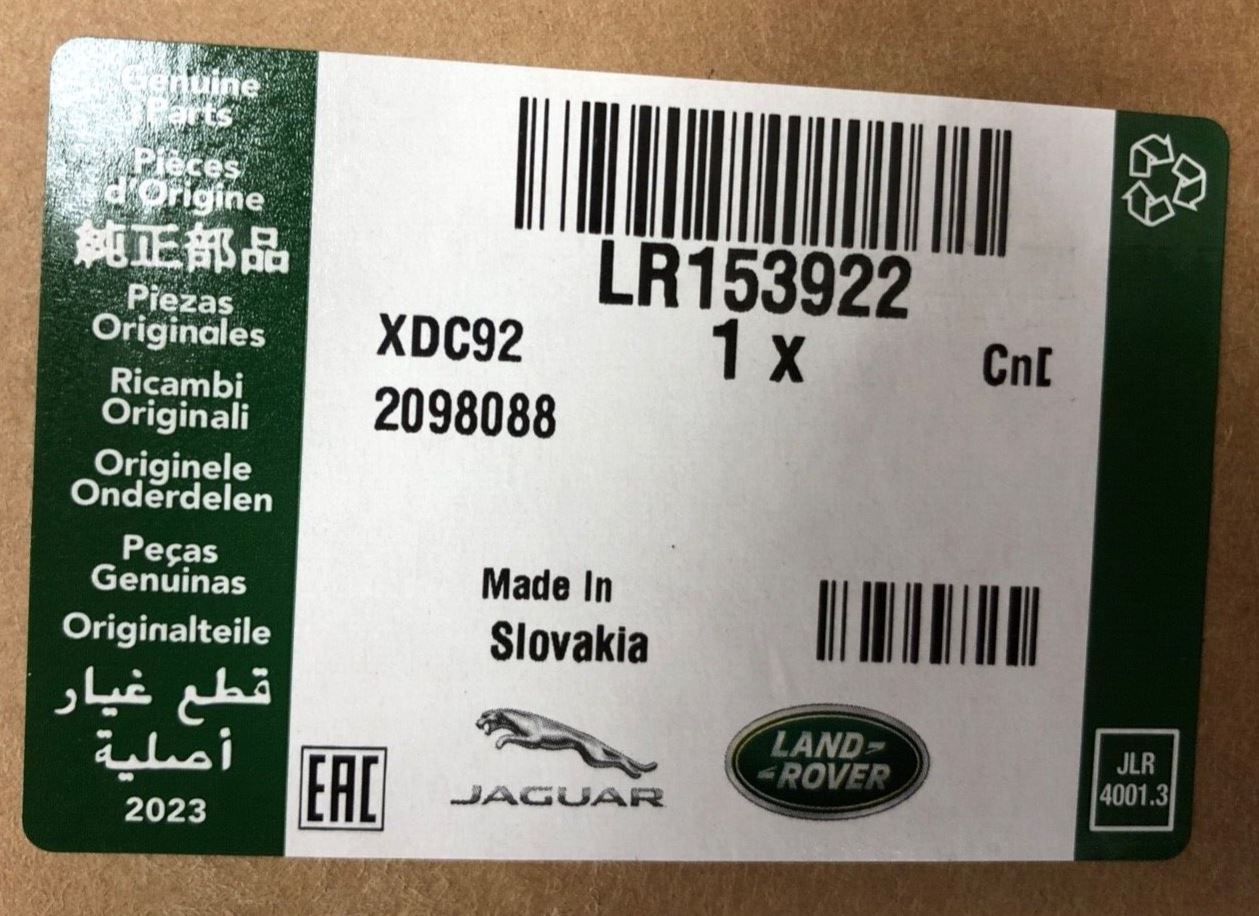 Genuine
Parts
Pièces
d'Origine
純正部品
Piezas
Originales
Ricambi
Originali
Originele
Onderdelen
Peças
Genuinas
Originalteile
قطع غيار
أصلية
2023
LR153922
XDC92
1 x
CnC
2098088
Made In
Slovakia
EAC
JAGUAR
LAND-
-ROVER
JLR
4001.3